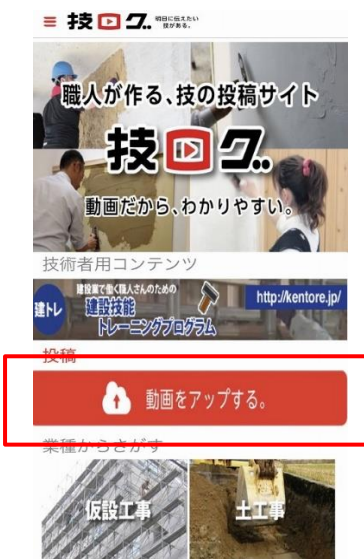 技ログ.. 明日に伝えたい
技がある。
職人が作る、技の投稿サイト
技ログ..
動画だから、わかりやすい。
技術者用コンテンツ
建トレ
建設業で働く職人さんのための
建設技能
トレーニングプログラム
http://kentore.jp/
投稿
動画をアップする。
業種からさがす
仮設工事
土工事